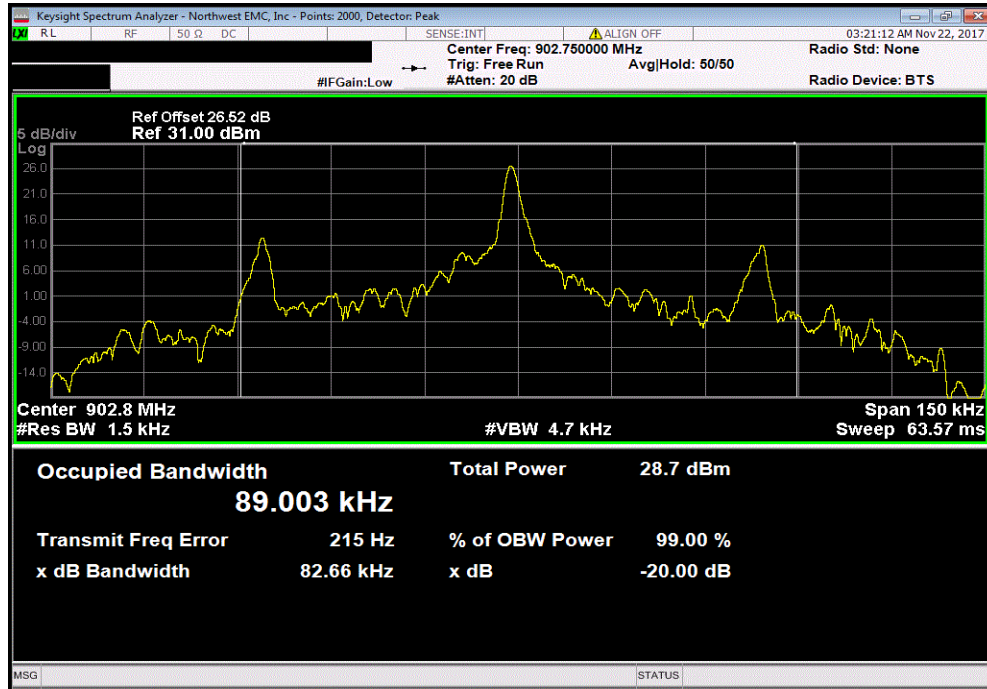 Keysight Spectrum Analyzer - Northwest EMC, Inc - Points: 2000, Detector: Peak
LXI RL RF 50 Ω DC SENSE:INT ALIGN OFF 03:21:12 AM Nov 22, 2017
Center Freq: 902.750000 MHz Radio Std: None
Trig: Free Run Avg|Hold: 50/50
#IFGain:Low #Atten: 20 dB Radio Device: BTS
Ref Offset 26.52 dB
5 dB/div Ref 31.00 dBm
Log
26.0
21.0
16.0
11.0
6.00
1.00
-4.00
-9.00
-14.0
Center 902.8 MHz Span 150 kHz
#Res BW 1.5 kHz #VBW 4.7 kHz Sweep 63.57 ms
Occupied Bandwidth Total Power 28.7 dBm
89.003 kHz
Transmit Freq Error 215 Hz % of OBW Power 99.00 %
x dB Bandwidth 82.66 kHz x dB -20.00 dB
MSG STATUS